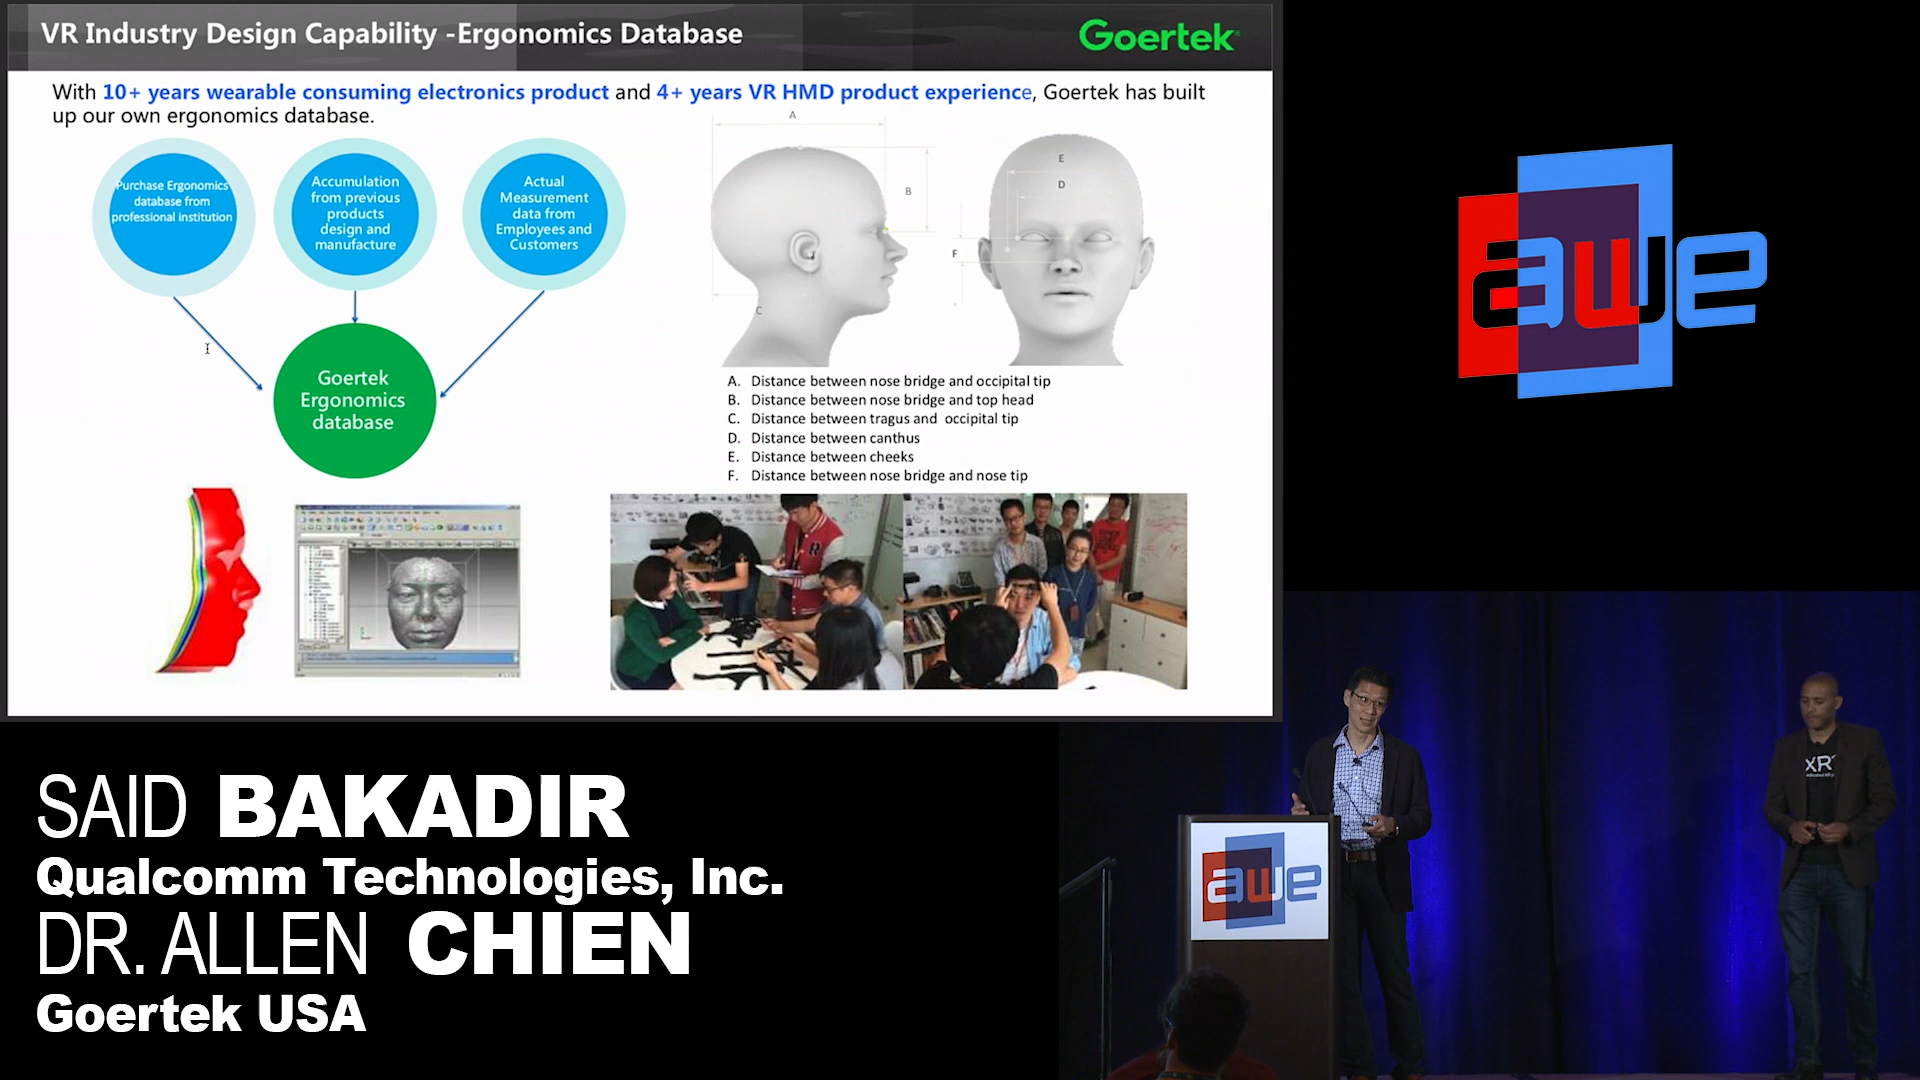 VR Industry Design Capability -Ergonomics Database
Goertek
With 10+ years wearable consuming electronics product and 4+ years VR HMD product experience, Goertek has built
up our own ergonomics database.
Purchase Ergonomics
database from
professional institution
Accumulation
from previous
products
design and
manufacture
Actual
Measurement
data from
Employees and
Customers
Goertek
Ergonomics
database
A
B
C
E
D
F
A. Distance between nose bridge and occipital tip
B. Distance between nose bridge and top head
C. Distance between tragus and occipital tip
D. Distance between canthus
E. Distance between cheeks
F. Distance between nose bridge and nose tip
awe
SAID BAKADIR
Qualcomm Technologies, Inc.
DR. ALLEN CHIEN
Goertek USA
awe
XR